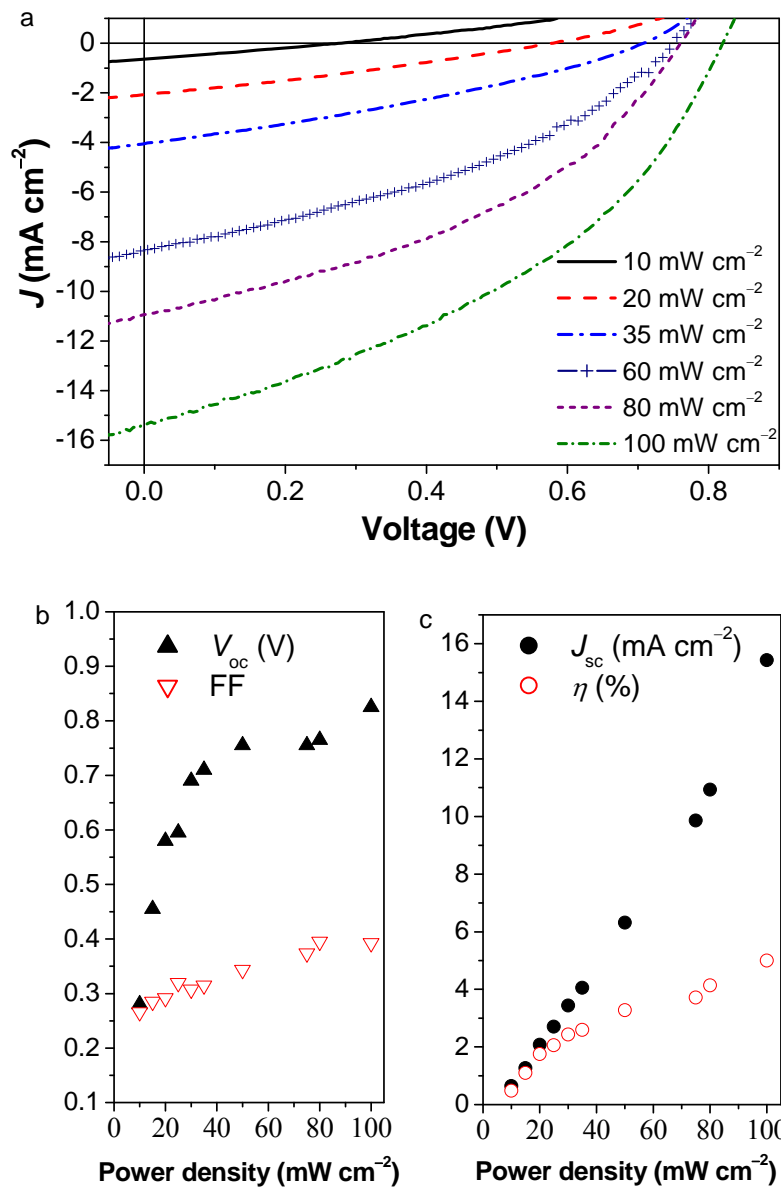 a
0
-2
-4
-6
-8
-10
-12
-14
-16
J (mA cm⁻²)
10 mW cm⁻²
20 mW cm⁻²
35 mW cm⁻²
60 mW cm⁻²
80 mW cm⁻²
100 mW cm⁻²
0.0 0.2 0.4 0.6 0.8
Voltage (V)
b
1.0
0.9
0.8
0.7
0.6
0.5
0.4
0.3
0.2
0.1
Voc (V)
FF
0 20 40 60 80 100
Power density (mW cm⁻²)
c
16
14
12
10
8
6
4
2
0
Jsc (mA cm⁻²)
η (%)
0 20 40 60 80 100
Power density (mW cm⁻²)